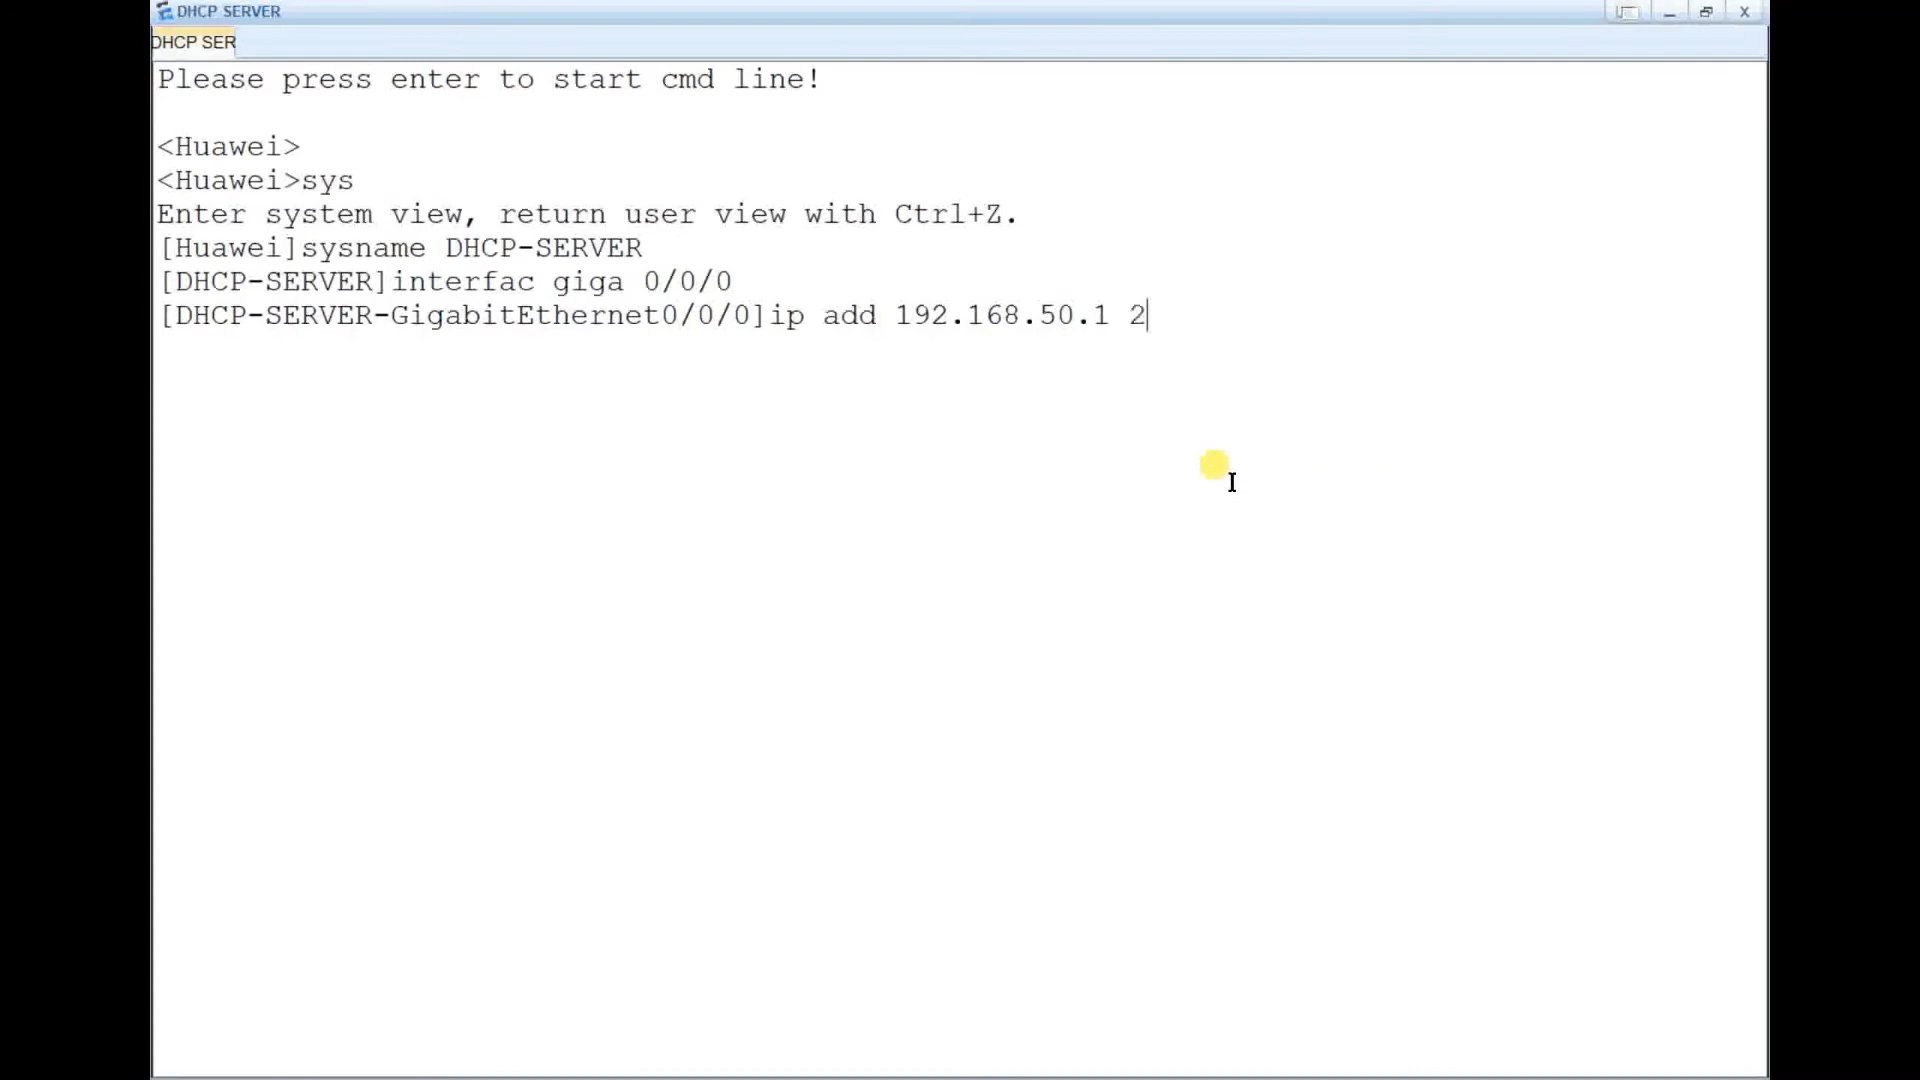 DHCP SERVER
DHCP SER
Please press enter to start cmd line!
<Huawei>
<Huawei>sys
Enter system view, return user view with Ctrl+Z.
[Huawei]sysname DHCP-SERVER
[DHCP-SERVER]interfac giga 0/0/0
[DHCP-SERVER-GigabitEthernet0/0/0]ip add 192.168.50.1 2